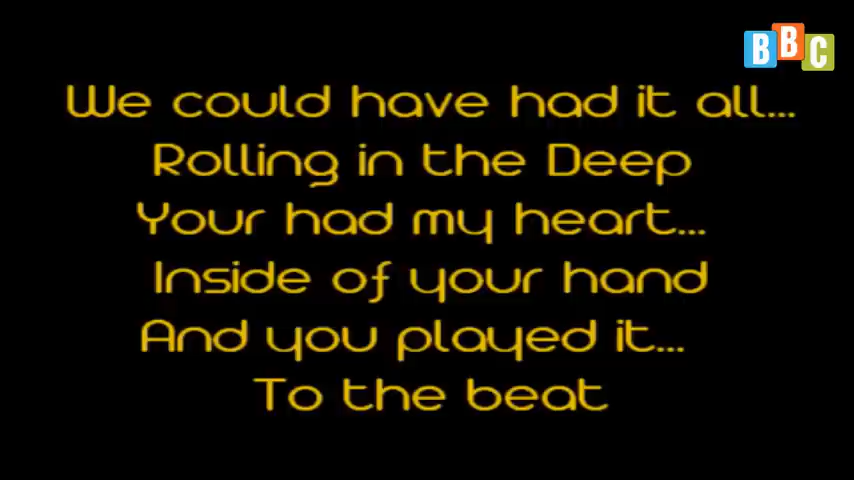 BBC
We could have had it all...
Rolling in the Deep
Your had my heart...
Inside of your hand
And you played it...
To the beat